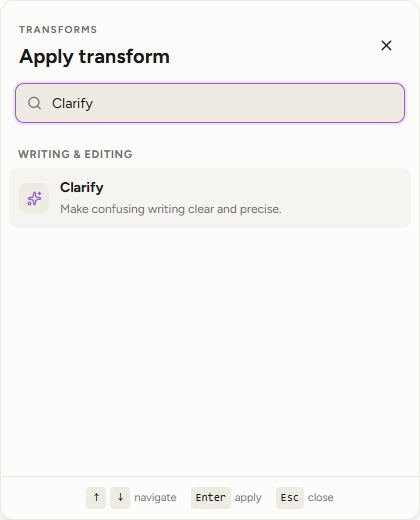 TRANSFORMS
Apply transform
Clarify
WRITING & EDITING
Clarify
Make confusing writing clear and precise.
↑ ↓ navigate Enter apply Esc close